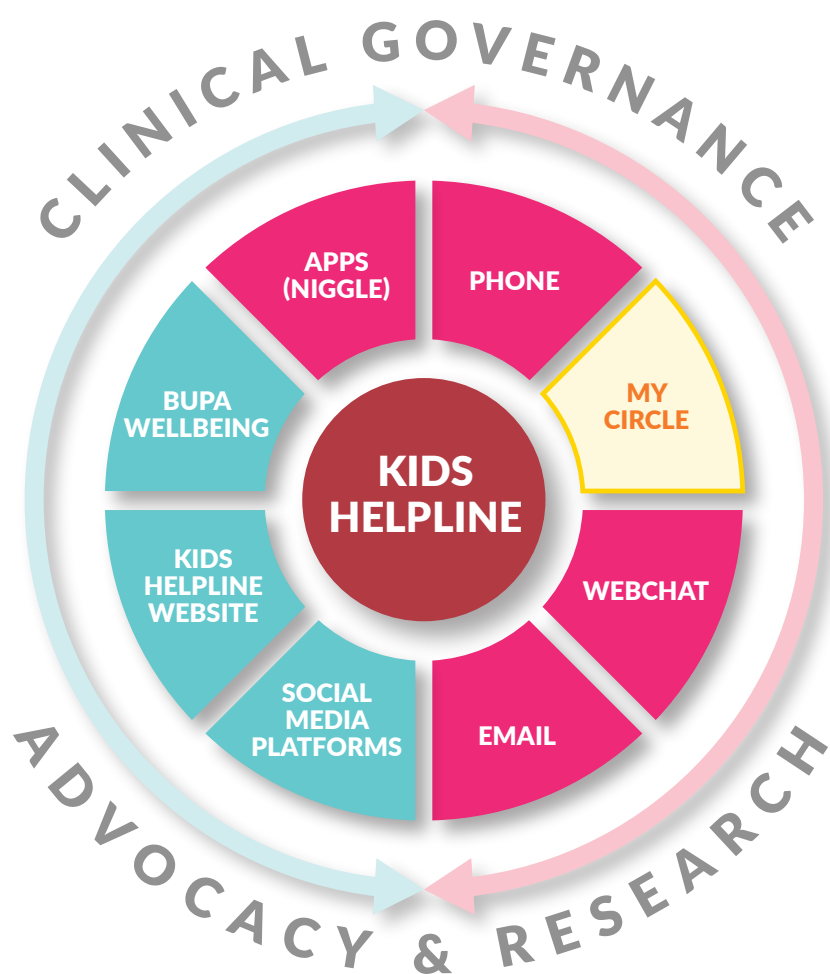 CLINICAL GOVERNANCE
APPS
(NIGGLE)
PHONE
BUPA
WELLBEING
MY
CIRCLE
KIDS
HELPLINE
KIDS
HELPLINE
WEBSITE
WEBCHAT
SOCIAL
MEDIA
PLATFORMS
EMAIL
ADVOCACY & RESEARCH